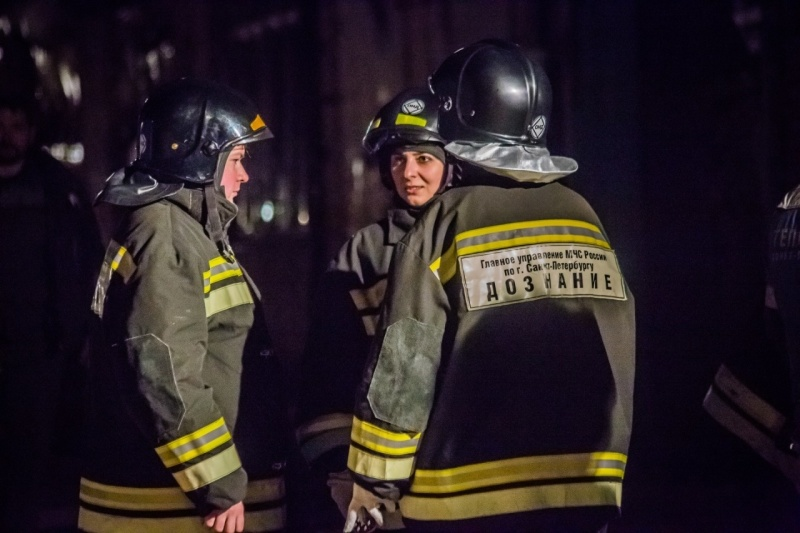 Главное управление МЧС России
по г. Санкт-Петербургу
ДОЗНАНИЕ